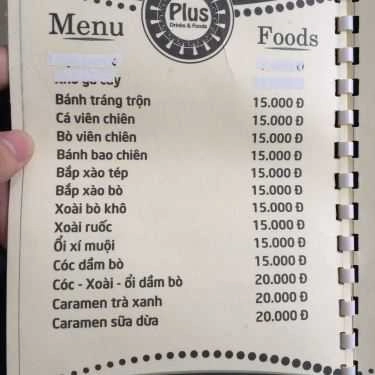 Plus
Drinks & Foods
Menu Foods
Bánh tráng trộn 15.000 Đ
Cá viên chiên 15.000 Đ
Bò viên chiên 15.000 Đ
Bánh bao chiên 15.000 Đ
Bắp xào tép 15.000 Đ
Bắp xào bò 15.000 Đ
Xoài bò khô 15.000 Đ
Xoài ruốc 15.000 Đ
Ổi xí muội 15.000 Đ
Cóc dầm bò 15.000 Đ
Cóc - Xoài - ổi dầm bò 20.000 Đ
Caramen trà xanh 20.000 Đ
Caramen sữa dừa 20.000 Đ